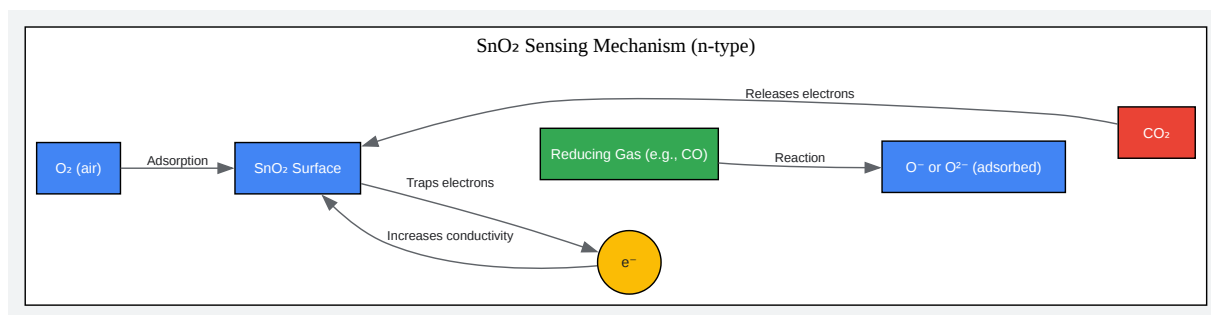 SnO₂ Sensing Mechanism (n-type)
Releases electrons
CO₂
O₂ (air)
Adsorption
SnO₂ Surface
Traps electrons
Reducing Gas (e.g., CO)
Reaction
O⁻ or O²⁻ (adsorbed)
Increases conductivity
e⁻